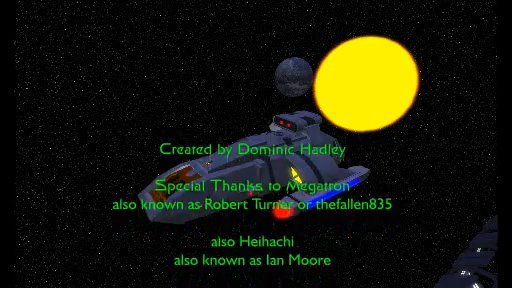 Created by Dominic Hadley
Special Thanks to Megatron
also known as Robert Turner or thefallen835
also Heihachi
also known as Ian Moore